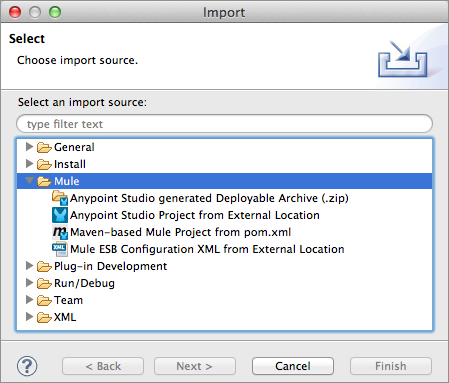 Import
Select
Choose import source.
Select an import source:
type filter text
General
Install
Mule
Anypoint Studio generated Deployable Archive (.zip)
Anypoint Studio Project from External Location
Maven-based Mule Project from pom.xml
Mule ESB Configuration XML from External Location
Plug-in Development
Run/Debug
Team
XML
? < Back Next > Cancel Finish